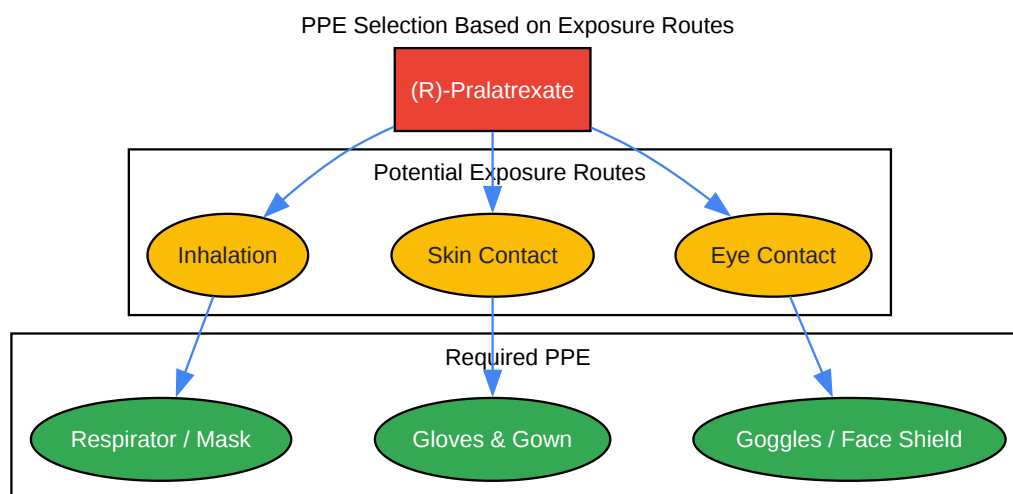 PPE Selection Based on Exposure Routes
(R)-Pralatrexate
Potential Exposure Routes
Inhalation
Skin Contact
Eye Contact
Required PPE
Respirator / Mask
Gloves & Gown
Goggles / Face Shield